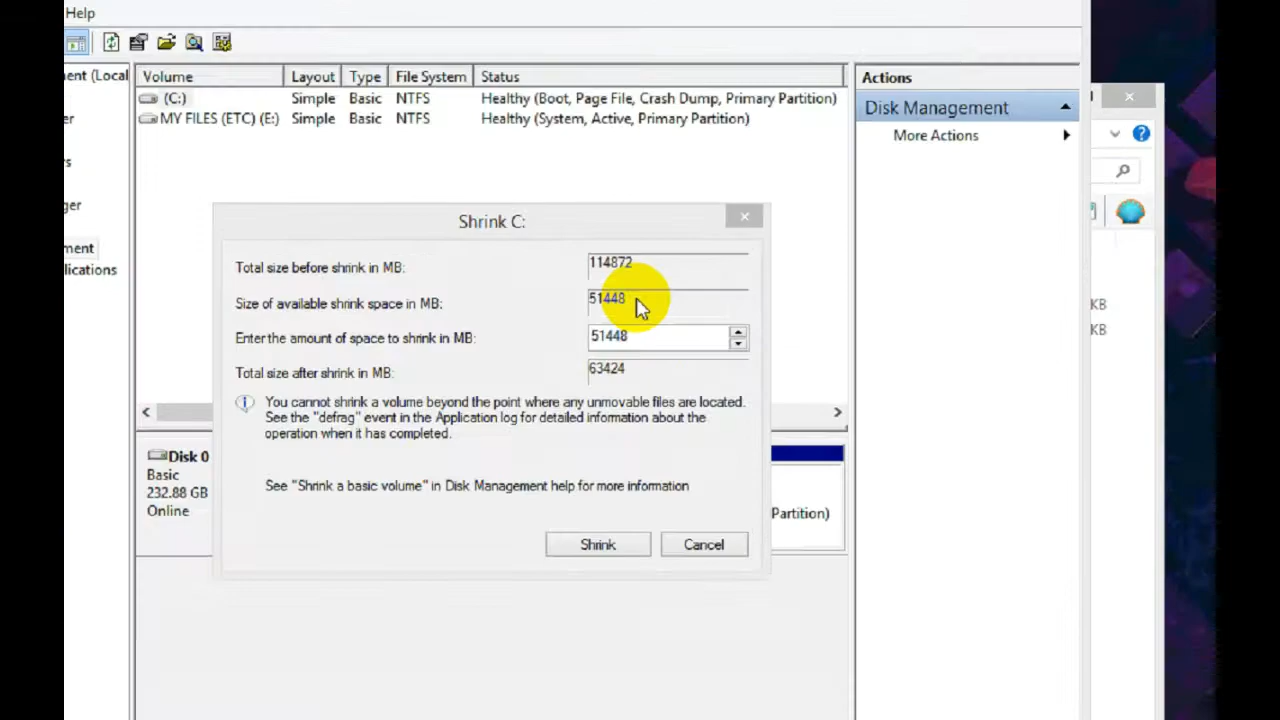 Help
ent (Local
Volume Layout Type File System Status
(C:) Simple Basic NTFS Healthy (Boot, Page File, Crash Dump, Primary Partition)
MY FILES (ETC) (E:) Simple Basic NTFS Healthy (System, Active, Primary Partition)
Actions
Disk Management
More Actions
er
s
ger
ment
lications
Shrink C:
Total size before shrink in MB: 114872
Size of available shrink space in MB: 51448
Enter the amount of space to shrink in MB: 51448
Total size after shrink in MB: 63424
You cannot shrink a volume beyond the point where any unmovable files are located.
See the "defrag" event in the Application log for detailed information about the
operation when it has completed.
See "Shrink a basic volume" in Disk Management help for more information
Shrink Cancel
Disk 0
Basic
232.88 GB
Online
Partition)
KB
KB